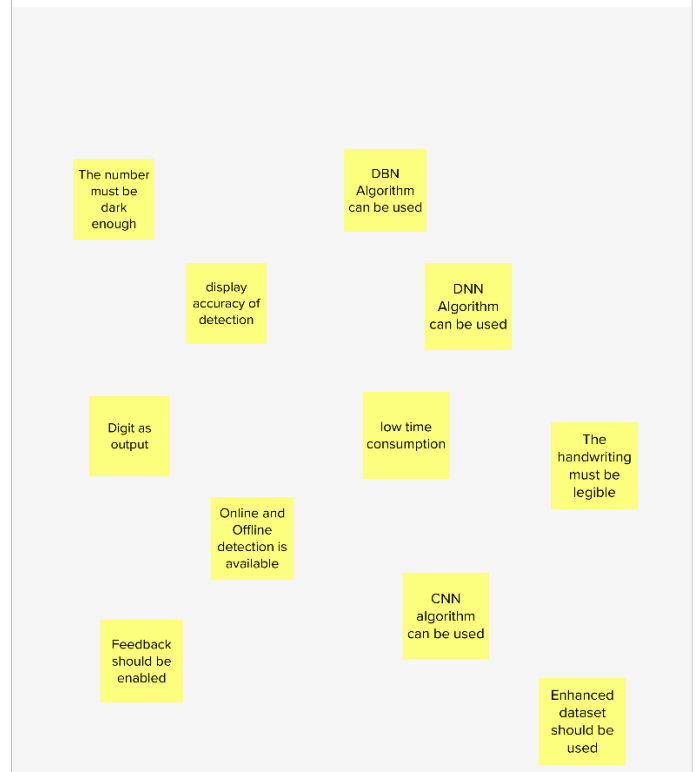 The number
must be
dark
enough
DBN
Algorithm
can be used
display
accuracy of
detection
DNN
Algorithm
can be used
Digit as
output
low time
consumption
The
handwriting
must be
legible
Online and
Offline
detection is
available
CNN
algorithm
can be used
Feedback
should be
enabled
Enhanced
dataset
should be
used